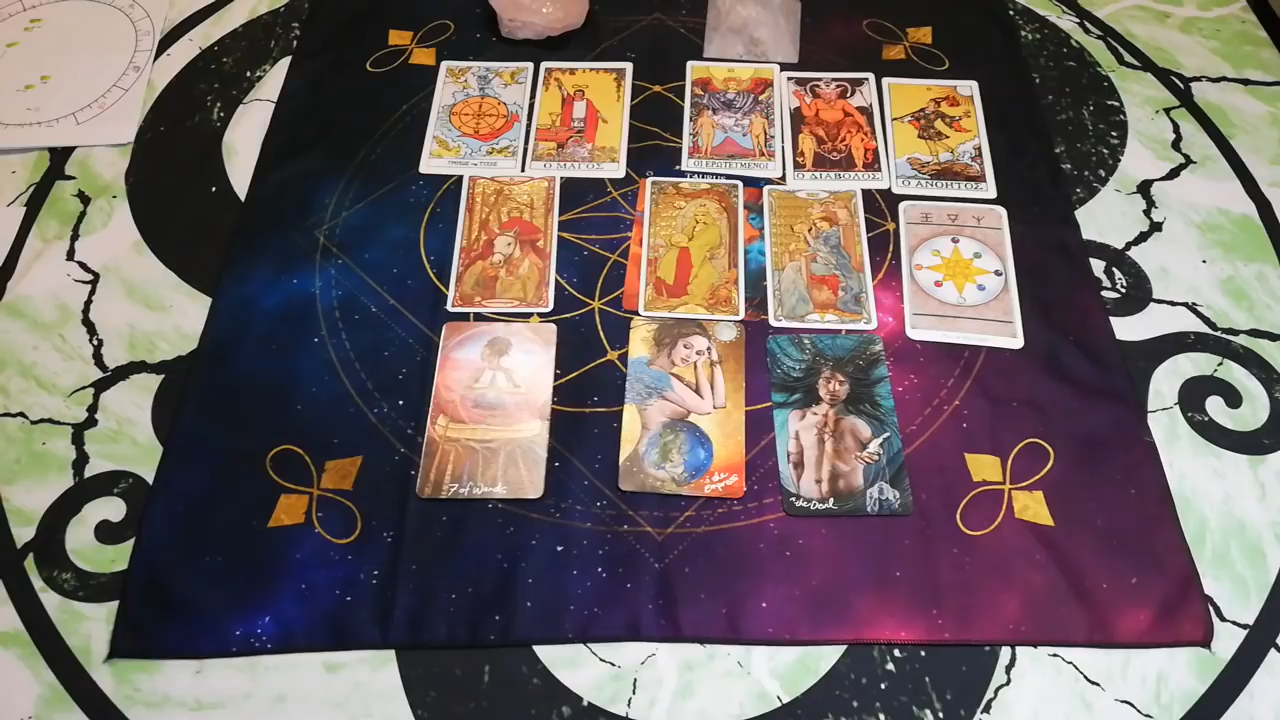 ΤΡΟΧΟΣ της ΤΥΧΗΣ
Ο ΜΑΓΟΣ
ΟΙ ΕΡΩΤΕΥΜΕΝΟΙ
Ο ΔΙΑΒΟΛΟΣ
Ο ΑΝΟΗΤΟΣ
TAURUS
7 of Wands
the Empress
the Devil